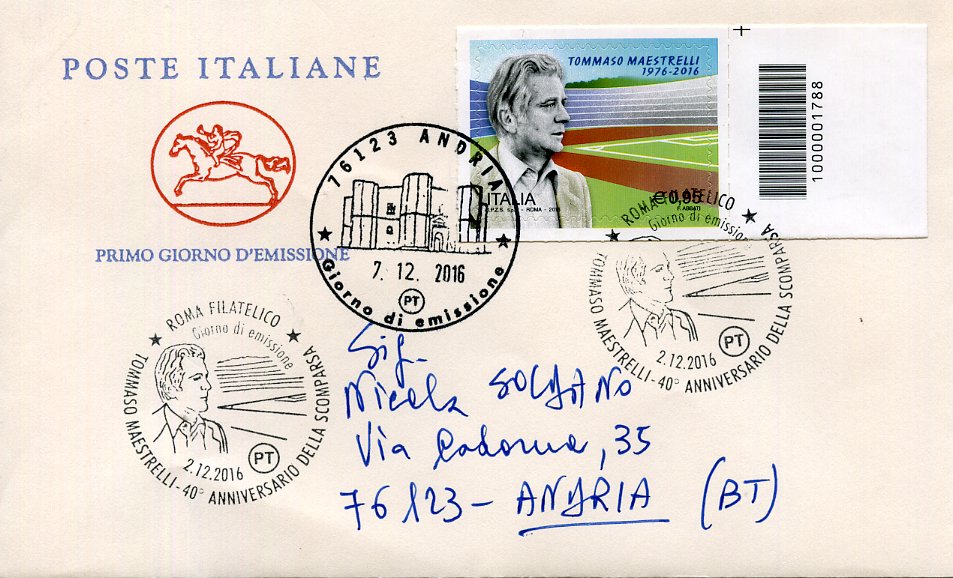 POSTE ITALIANE
PRIMO GIORNO D'EMISSIONE
TOMMASO MAESTRELLI
1976-2016
ITALIA
€0,95
I.P.Z.S. S.p.A. - ROMA - 2016
F. ABBATI
1000001788
76123 ANDRIA
7. 12. 2016
PT
Giorno di emissione
ROMA FILATELICO
Giorno di emissione
2.12.2016
PT
TOMMASO MAESTRELLI - 40° ANNIVERSARIO DELLA SCOMPARSA
ROMA FILATELICO
Giorno di emissione
2.12.2016
PT
TOMMASO MAESTRELLI - 40° ANNIVERSARIO DELLA SCOMPARSA
Sig.
Nicola SOLDANO
Via Cadorna, 35
76123 - ANDRIA (BT)